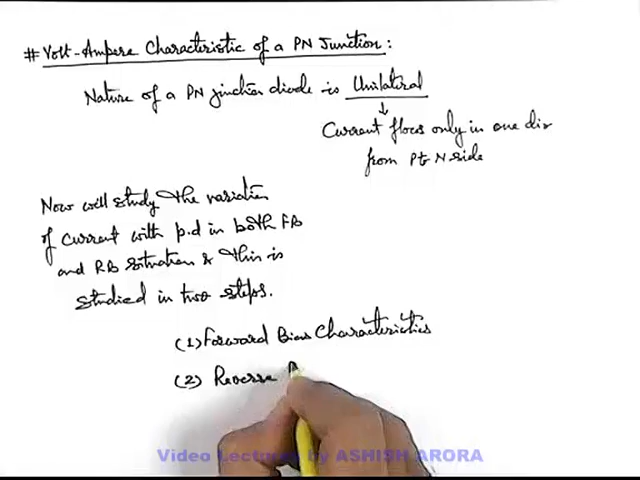 # Volt-Ampere Characteristic of a PN Junction :
Nature of a PN junction diode is Unilateral
Current flows only in one dir
from P to N side
Now will study the variation
of current with p.d in both FB
and RB situation & this is
studied in two steps.
(1) Forward Bias Characteristics
(2) Reverse B
Video Lectures by ASHISH ARORA